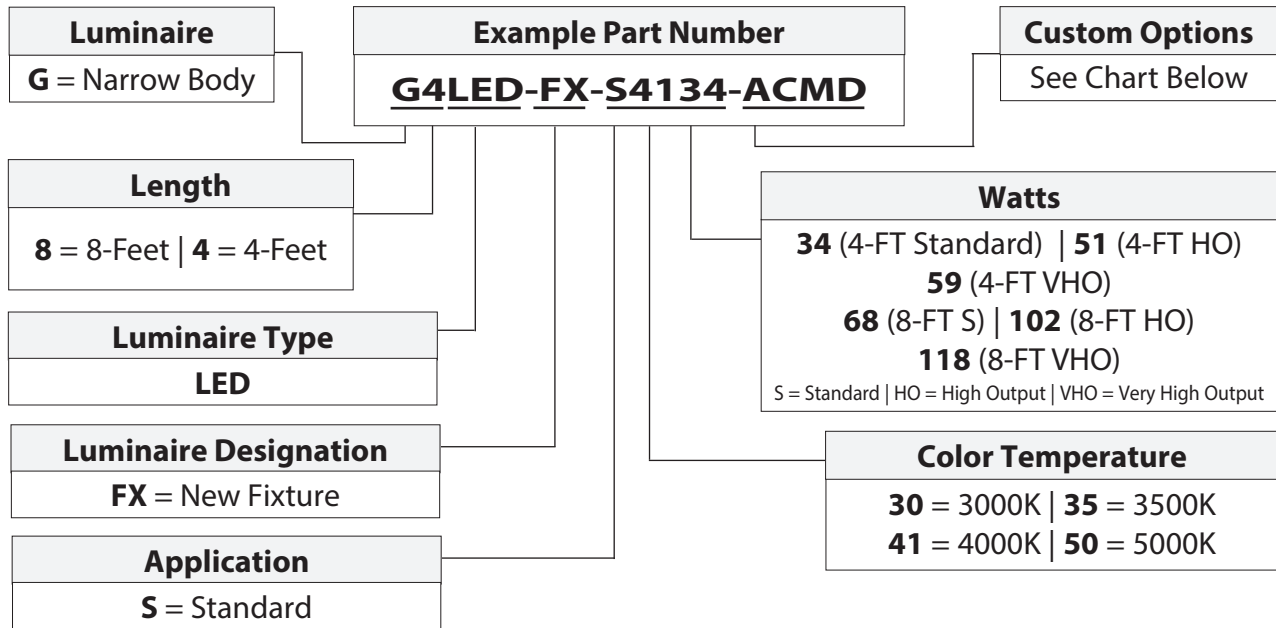 Luminaire
G = Narrow Body
Example Part Number
G4LED-FX-S4134-ACMD
Custom Options
See Chart Below
Length
8 = 8-Feet | 4 = 4-Feet
Luminaire Type
LED
Luminaire Designation
FX = New Fixture
Application
S = Standard
Watts
34 (4-FT Standard) | 51 (4-FT HO)
59 (4-FT VHO)
68 (8-FT S) | 102 (8-FT HO)
118 (8-FT VHO)
S = Standard | HO = High Output | VHO = Very High Output
Color Temperature
30 = 3000K | 35 = 3500K
41 = 4000K | 50 = 5000K